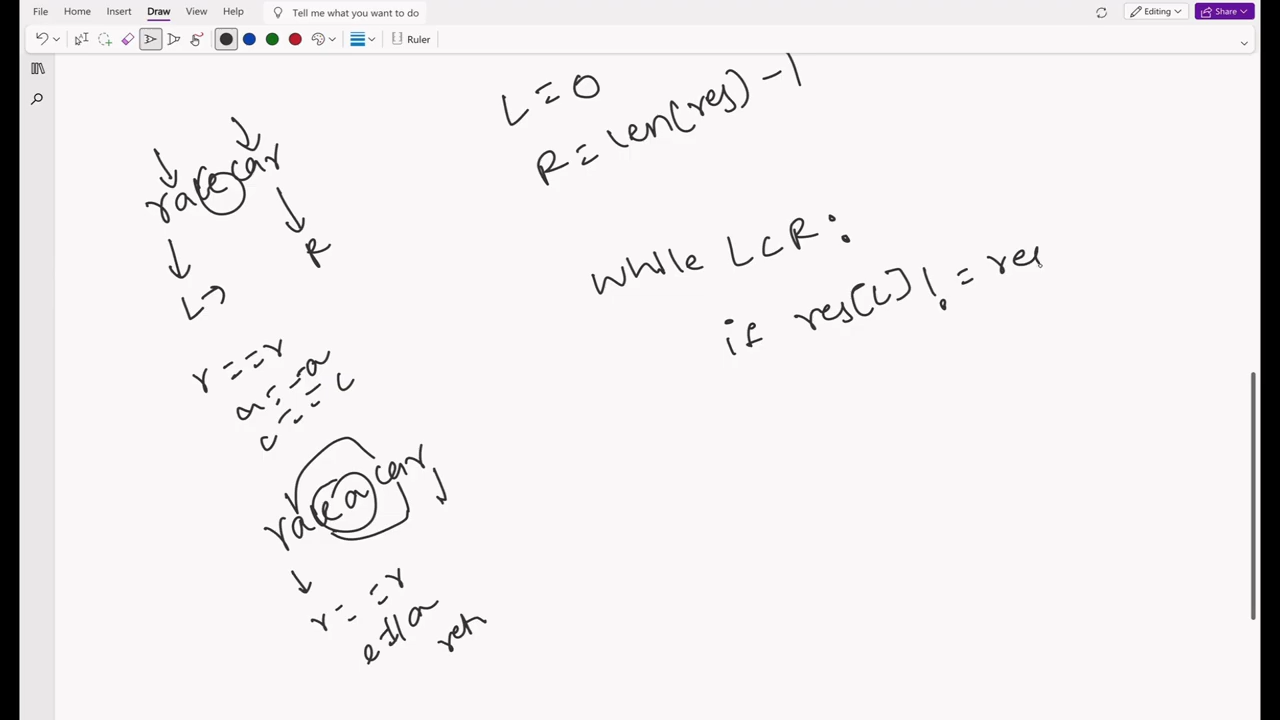 File Home Insert Draw View Help Tell me what you want to do Editing Share
Ruler
L = 0
R = len(res) - 1
racecar
R
L →
while L < R:
if res[L] != res
r == r
a == a
c == c
r == r